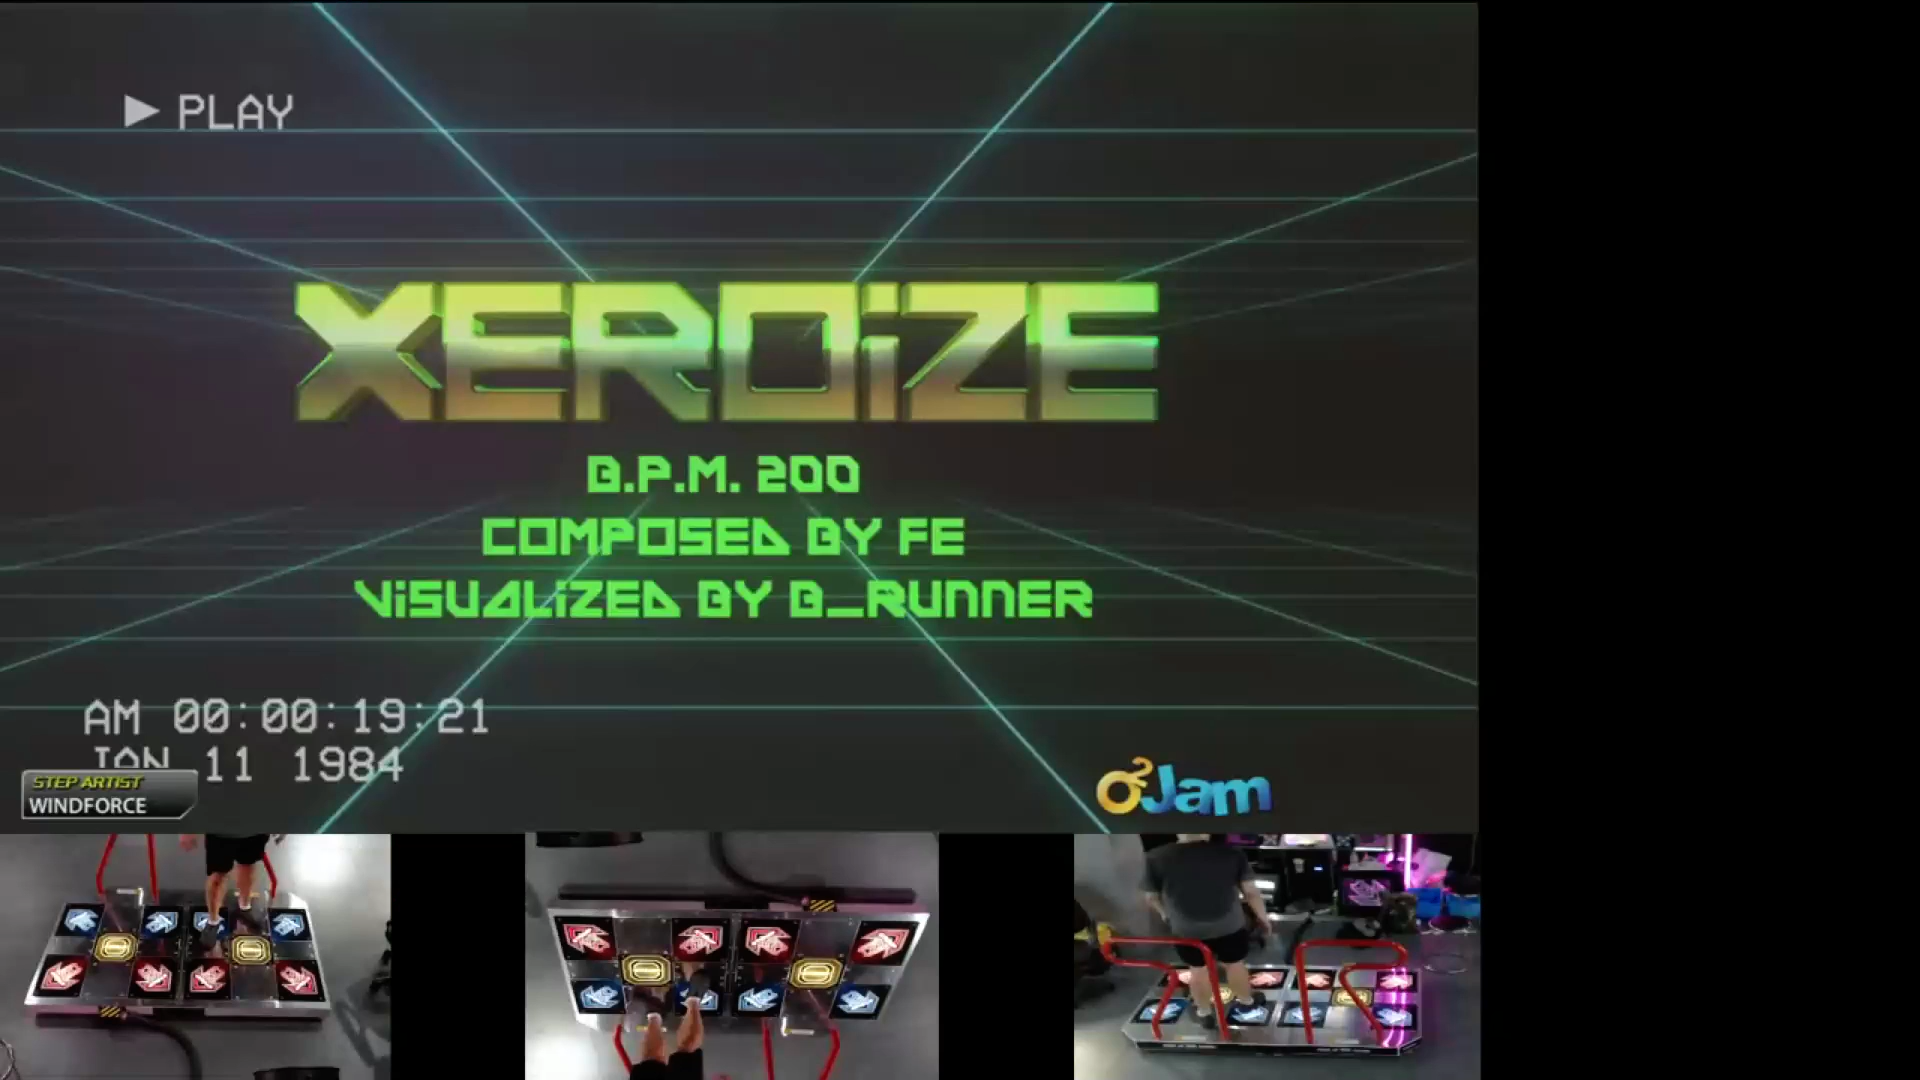 PLAY
XEROiZE
B.P.M. 200
COMPOSED BY FE
ViSUALiZED BY B_RUNNER
AM 00:00:19:21
JAN 11 1984
STEP ARTIST
WINDFORCE
O2Jam